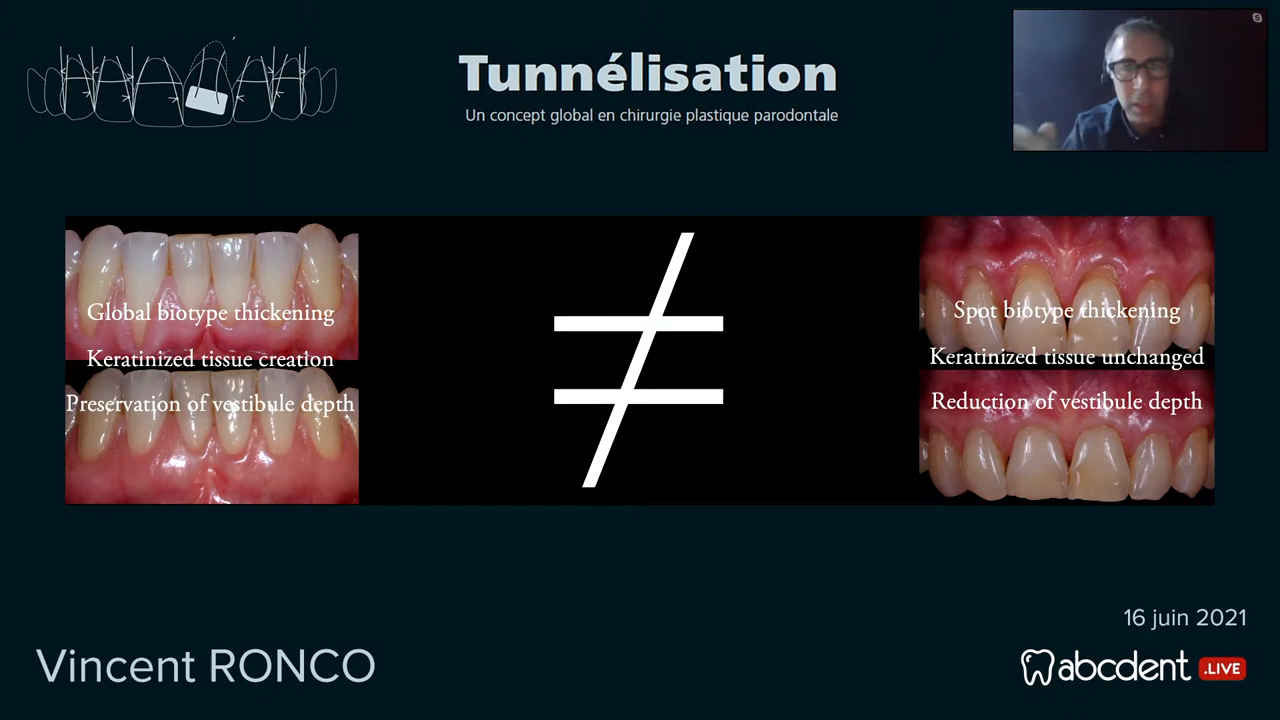 Tunnélisation
Un concept global en chirurgie plastique parodontale
Global biotype thickening
Keratinized tissue creation
Preservation of vestibule depth
≠
Spot biotype thickening
Keratinized tissue unchanged
Reduction of vestibule depth
16 juin 2021
Vincent RONCO
abcdent .LIVE